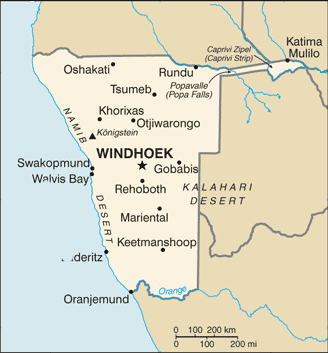 Caprivi Zipel
(Caprivi Strip)
Katima
Mulilo
Oshakati
Rundu
Popavalle
(Popa Falls)
Tsumeb
Khorixas
Otjiwarongo
NAMIB
Königstein
WINDHOEK
Swakopmund
Gobabis
Walvis Bay
Rehoboth
KALAHARI
DESERT
DESERT
Mariental
Keetmanshoop
deritz
Orange
Oranjemund
0 100 200 km
0 100 200 mi